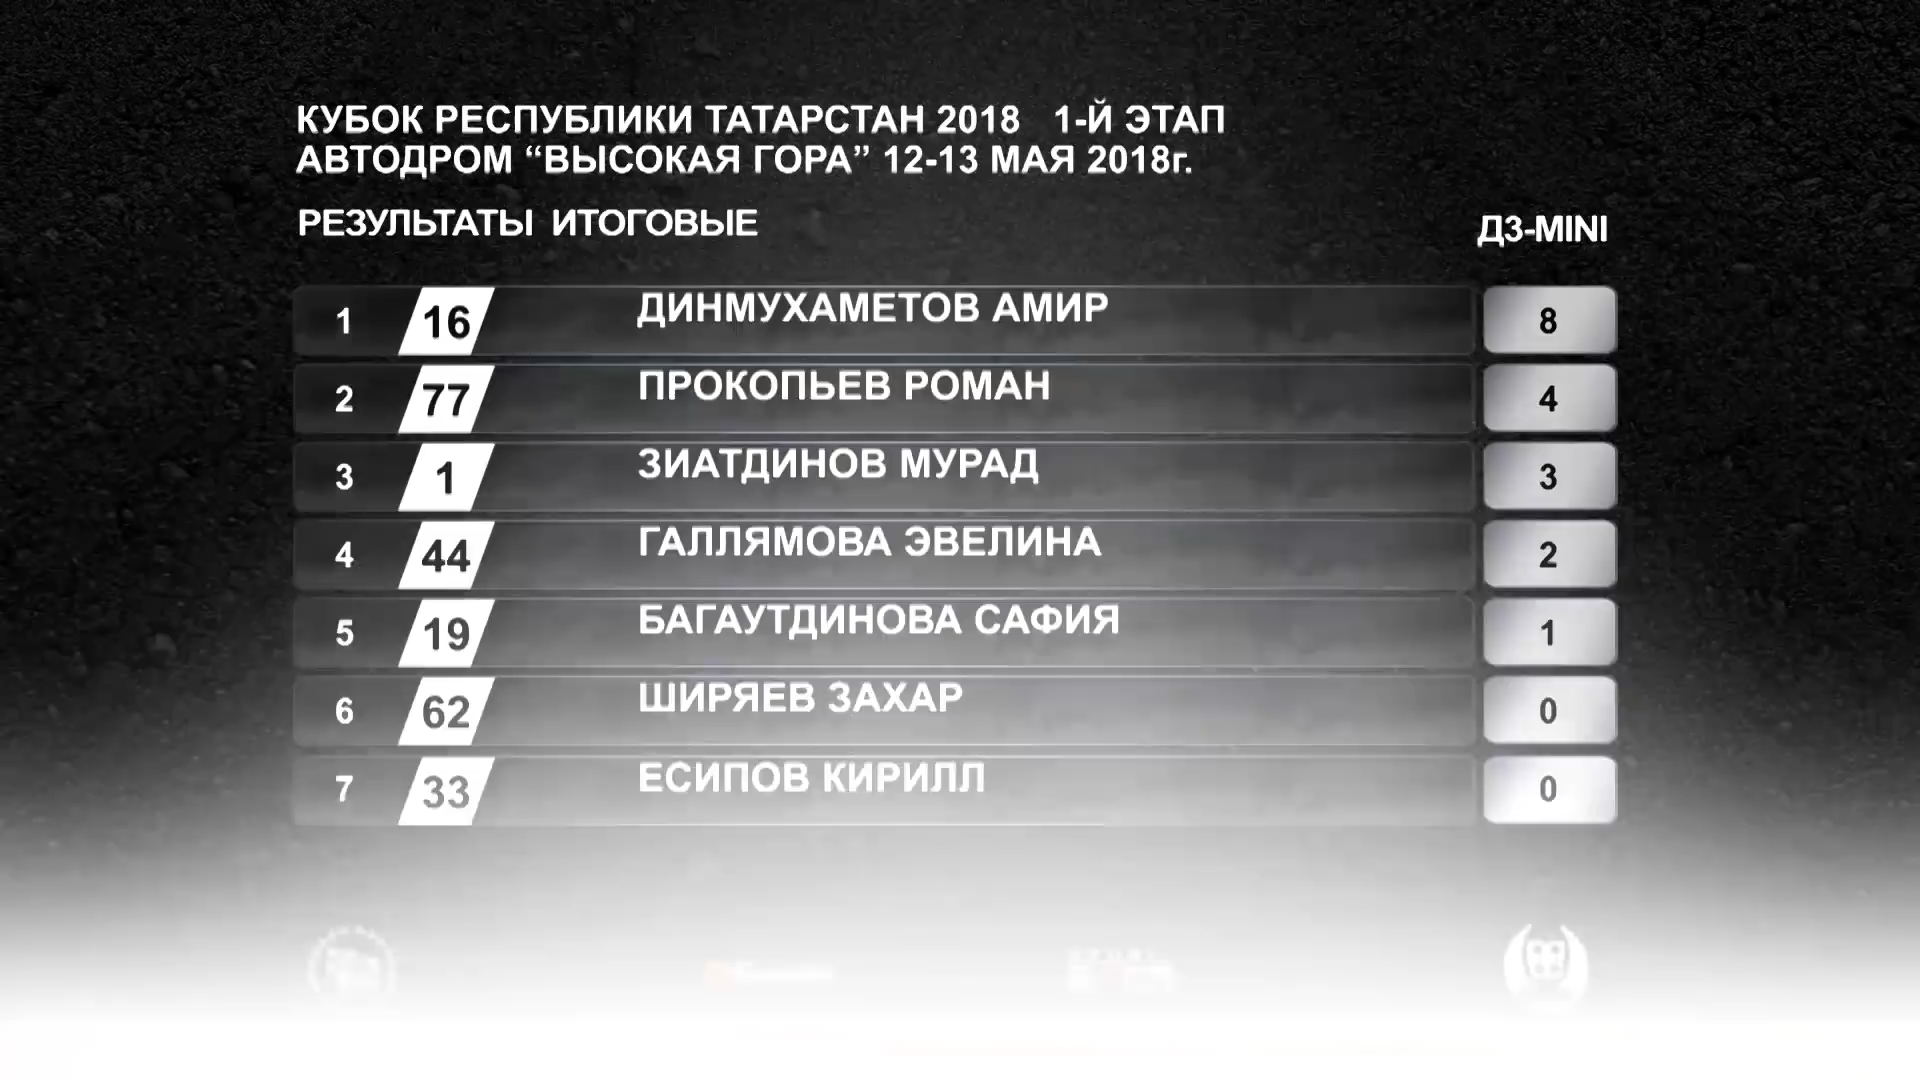 КУБОК РЕСПУБЛИКИ ТАТАРСТАН 2018 1-Й ЭТАП
АВТОДРОМ “ВЫСОКАЯ ГОРА” 12-13 МАЯ 2018г.
РЕЗУЛЬТАТЫ ИТОГОВЫЕ Д3-MINI
1 16 ДИНМУХАМЕТОВ АМИР 8
2 77 ПРОКОПЬЕВ РОМАН 4
3 1 ЗИАТДИНОВ МУРАД 3
4 44 ГАЛЛЯМОВА ЭВЕЛИНА 2
5 19 БАГАУТДИНОВА САФИЯ 1
6 62 ШИРЯЕВ ЗАХАР 0
7 33 ЕСИПОВ КИРИЛЛ 0